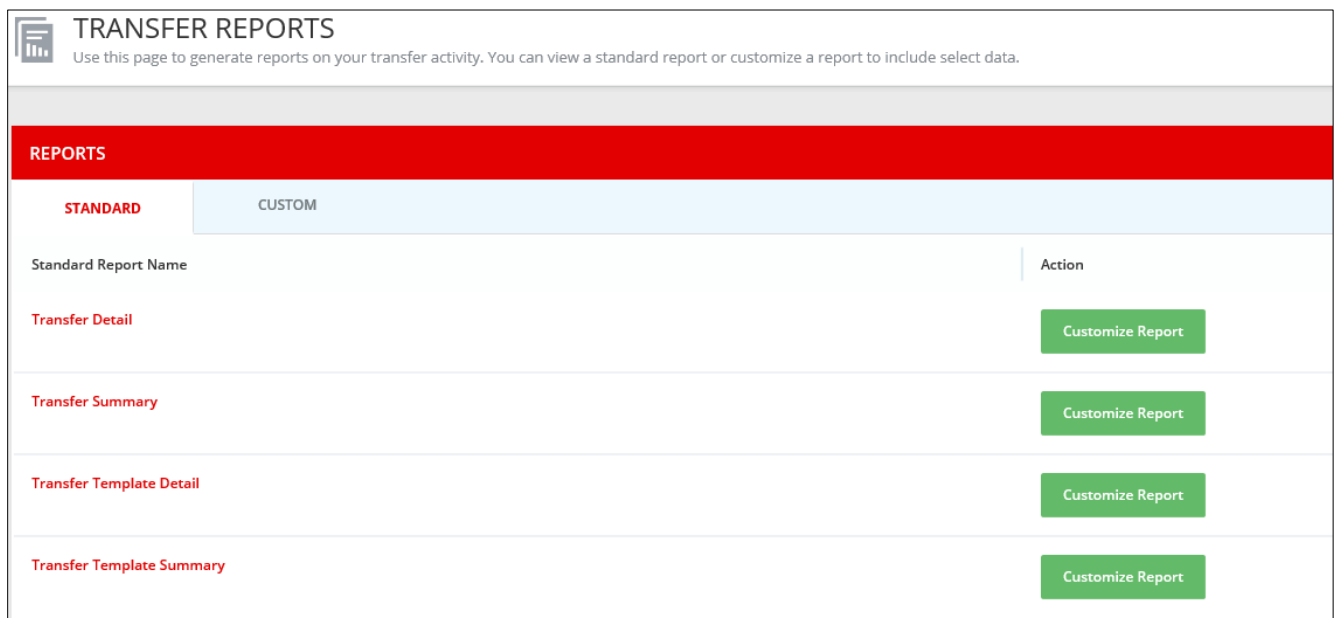 TRANSFER REPORTS
Use this page to generate reports on your transfer activity. You can view a standard report or customize a report to include select data.
REPORTS
STANDARD CUSTOM
Standard Report Name Action
Transfer Detail Customize Report
Transfer Summary Customize Report
Transfer Template Detail Customize Report
Transfer Template Summary Customize Report